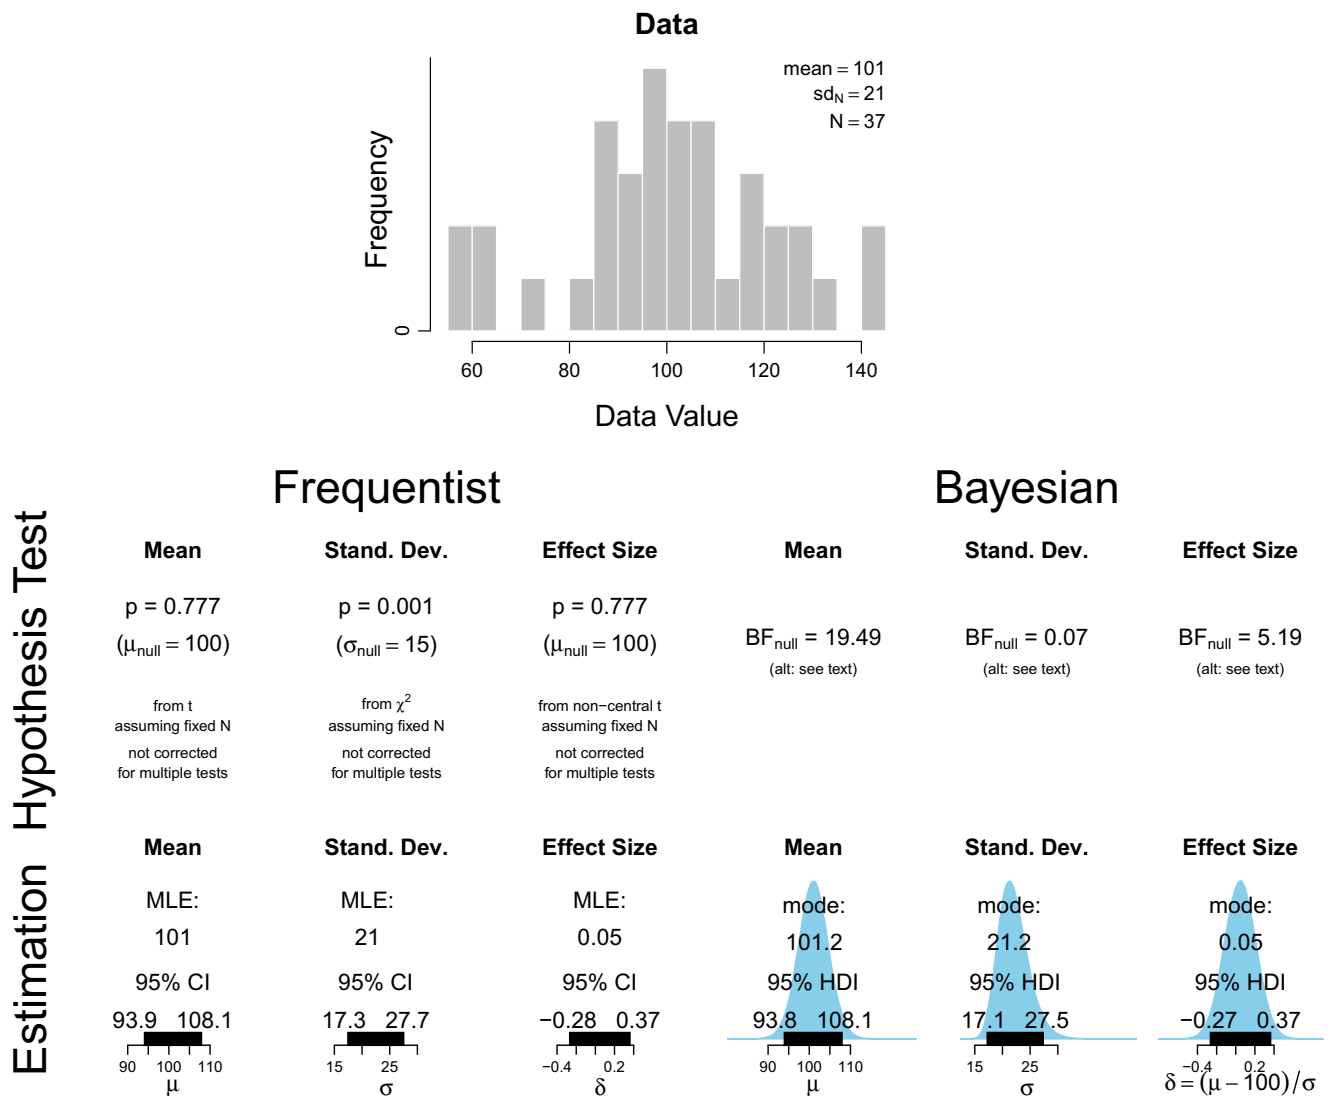 Data
mean = 101
sd_N = 21
N = 37
Frequency
0
60 80 100 120 140
Data Value
Frequentist Bayesian
Hypothesis Test
Mean Stand. Dev. Effect Size Mean Stand. Dev. Effect Size
p = 0.777 p = 0.001 p = 0.777
(μ_null = 100) (σ_null = 15) (μ_null = 100)
BF_null = 19.49 BF_null = 0.07 BF_null = 5.19
(alt: see text) (alt: see text) (alt: see text)
from t from χ² from non−central t
assuming fixed N assuming fixed N assuming fixed N
not corrected not corrected not corrected
for multiple tests for multiple tests for multiple tests
Estimation
Mean Stand. Dev. Effect Size Mean Stand. Dev. Effect Size
MLE: MLE: MLE: mode: mode: mode:
101 21 0.05 101.2 21.2 0.05
95% CI 95% CI 95% CI 95% HDI 95% HDI 95% HDI
93.9 108.1 17.3 27.7 −0.28 0.37 93.8 108.1 17.1 27.5 −0.27 0.37
90 100 110 15 25 −0.4 0.2 90 100 110 15 25 −0.4 0.2
μ σ δ μ σ δ = (μ − 100)/σ